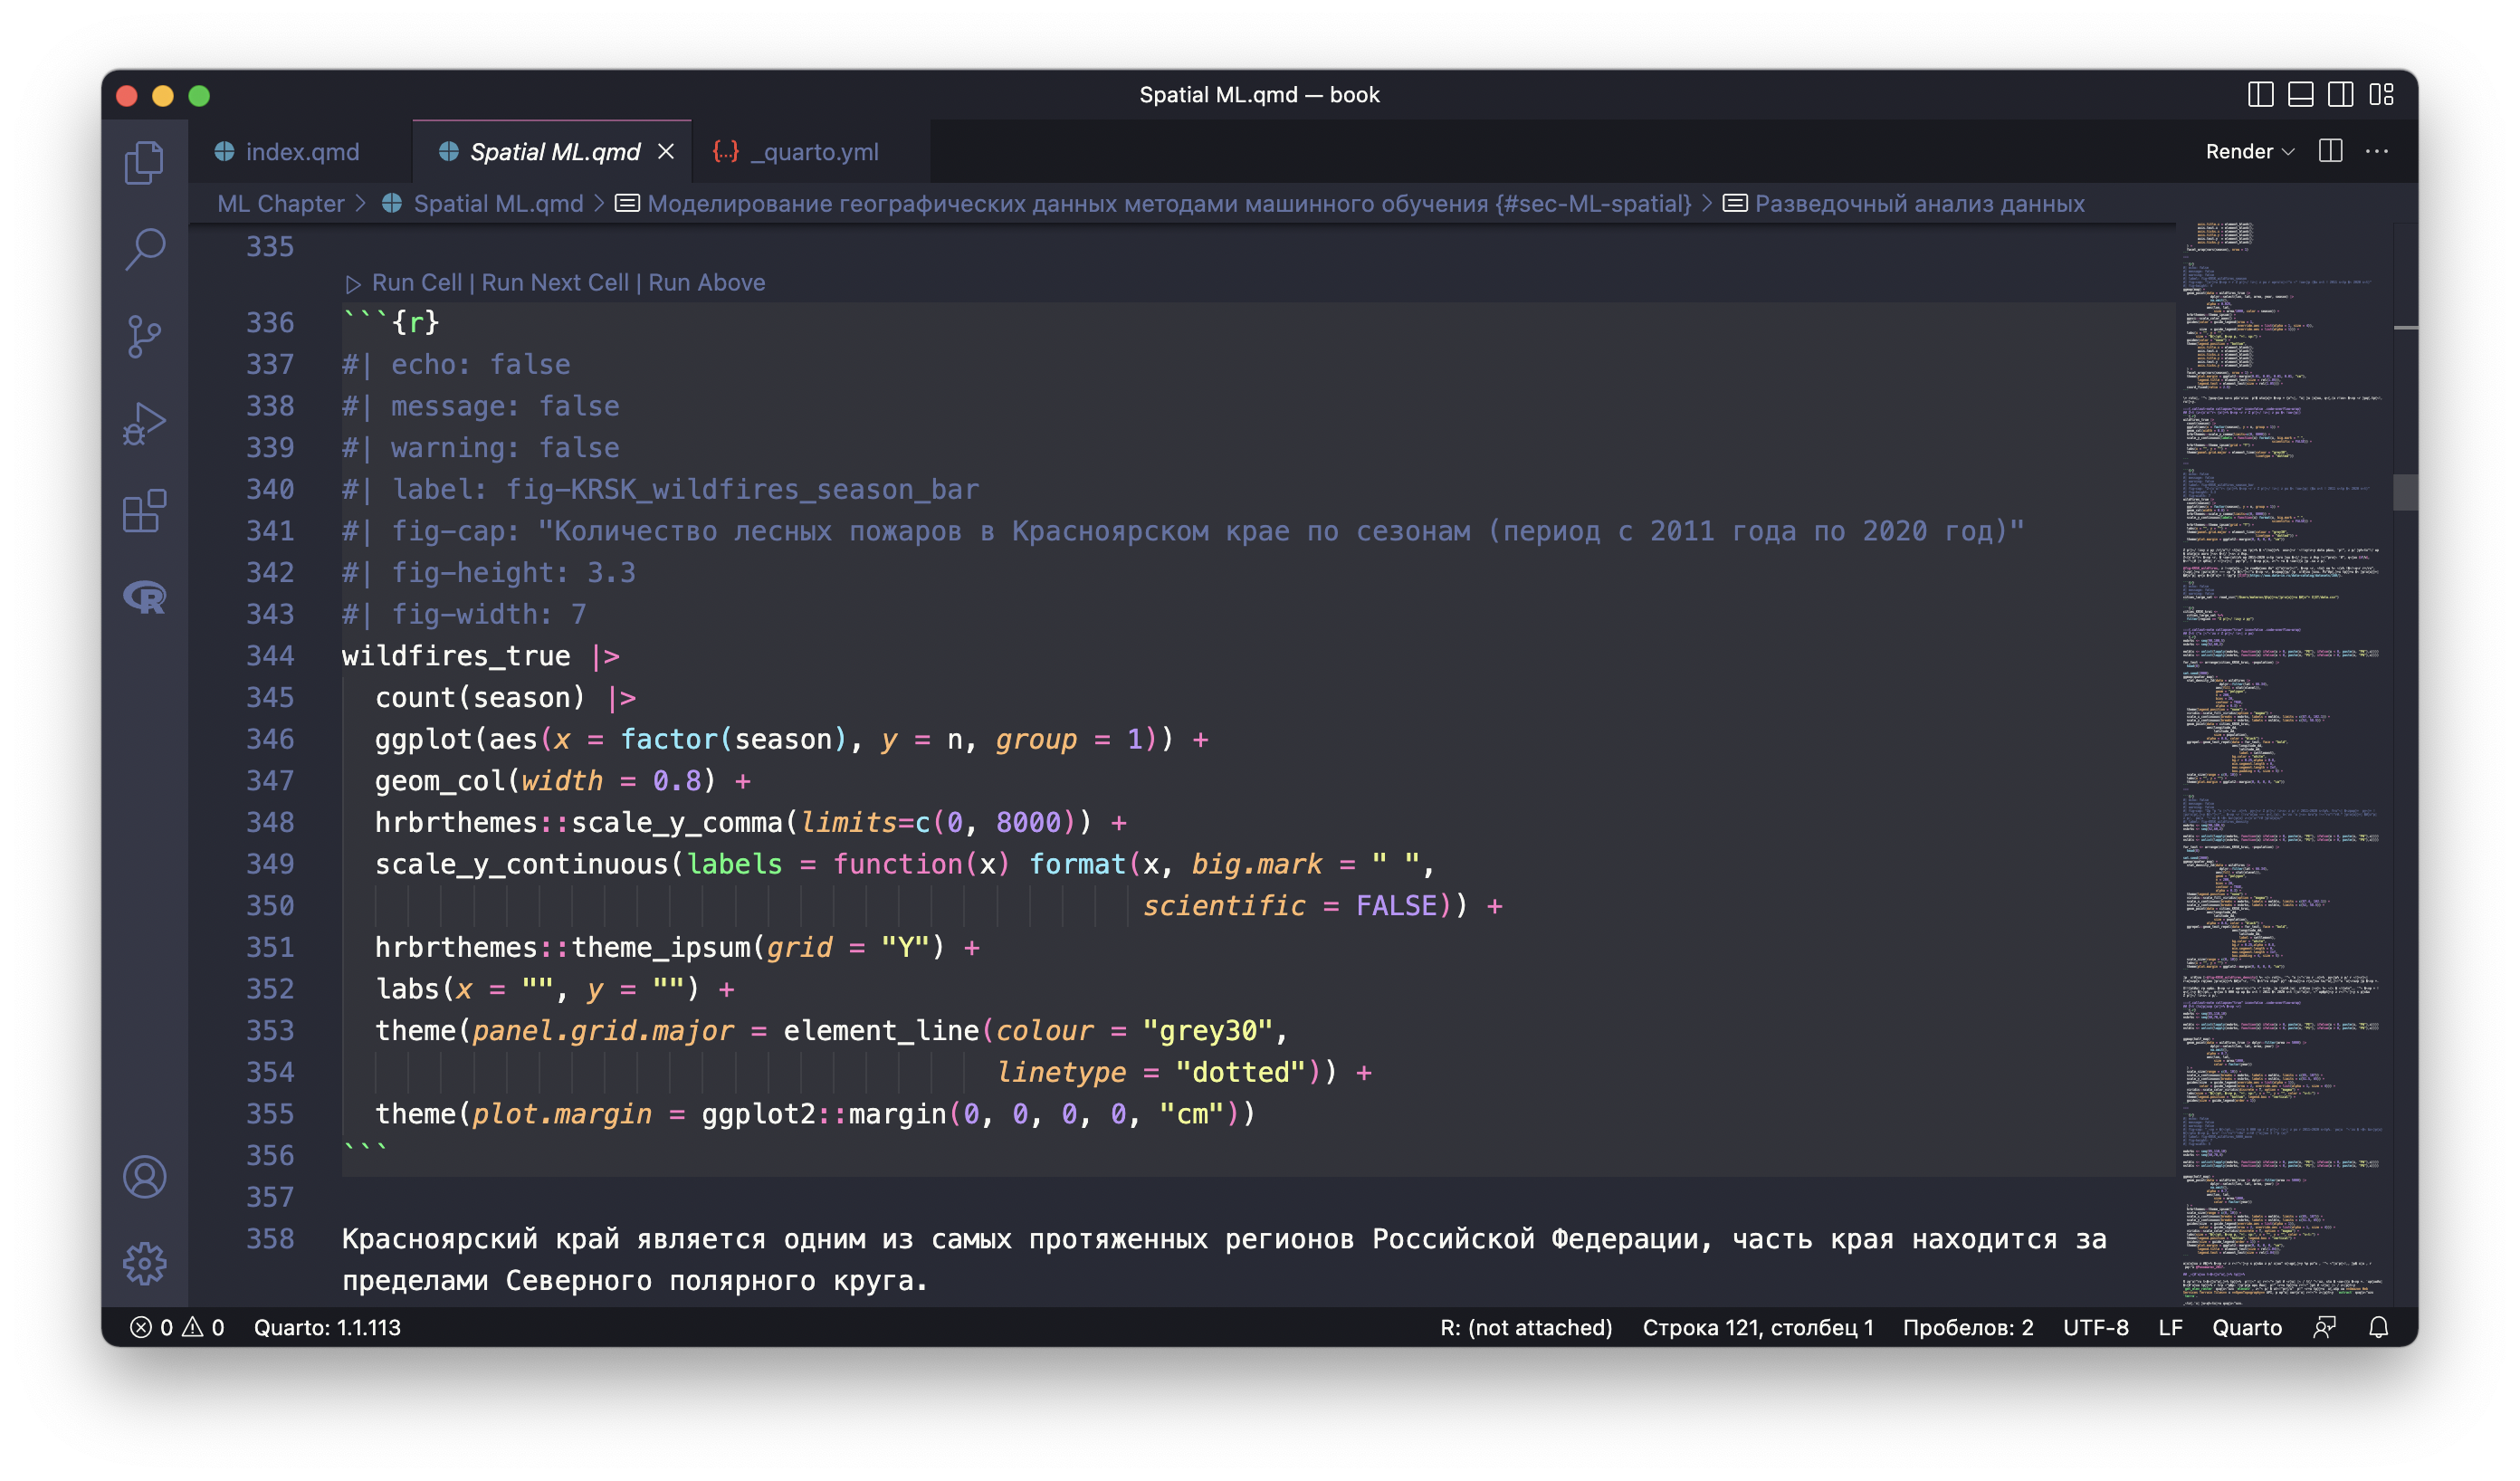 Spatial ML.qmd — book
index.qmd
Spatial ML.qmd
{...} _quarto.yml
Render
ML Chapter > Spatial ML.qmd > Моделирование географических данных методами машинного обучения {#sec-ML-spatial} > Разведочный анализ данных
335
Run Cell | Run Next Cell | Run Above
336 ```{r}
337 #| echo: false
338 #| message: false
339 #| warning: false
340 #| label: fig-KRSK_wildfires_season_bar
341 #| fig-cap: "Количество лесных пожаров в Красноярском крае по сезонам (период с 2011 года по 2020 год)"
342 #| fig-height: 3.3
343 #| fig-width: 7
344 wildfires_true |>
345   count(season) |>
346   ggplot(aes(x = factor(season), y = n, group = 1)) +
347   geom_col(width = 0.8) +
348   hrbrthemes::scale_y_comma(limits=c(0, 8000)) +
349   scale_y_continuous(labels = function(x) format(x, big.mark = " ",
350                                                  scientific = FALSE)) +
351   hrbrthemes::theme_ipsum(grid = "Y") +
352   labs(x = "", y = "") +
353   theme(panel.grid.major = element_line(colour = "grey30",
354                                         linetype = "dotted")) +
355   theme(plot.margin = ggplot2::margin(0, 0, 0, 0, "cm"))
356 ```
357
358 Красноярский край является одним из самых протяженных регионов Российской Федерации, часть края находится за
пределами Северного полярного круга.
0 0 Quarto: 1.1.113
R: (not attached) Строка 121, столбец 1 Пробелов: 2 UTF-8 LF Quarto